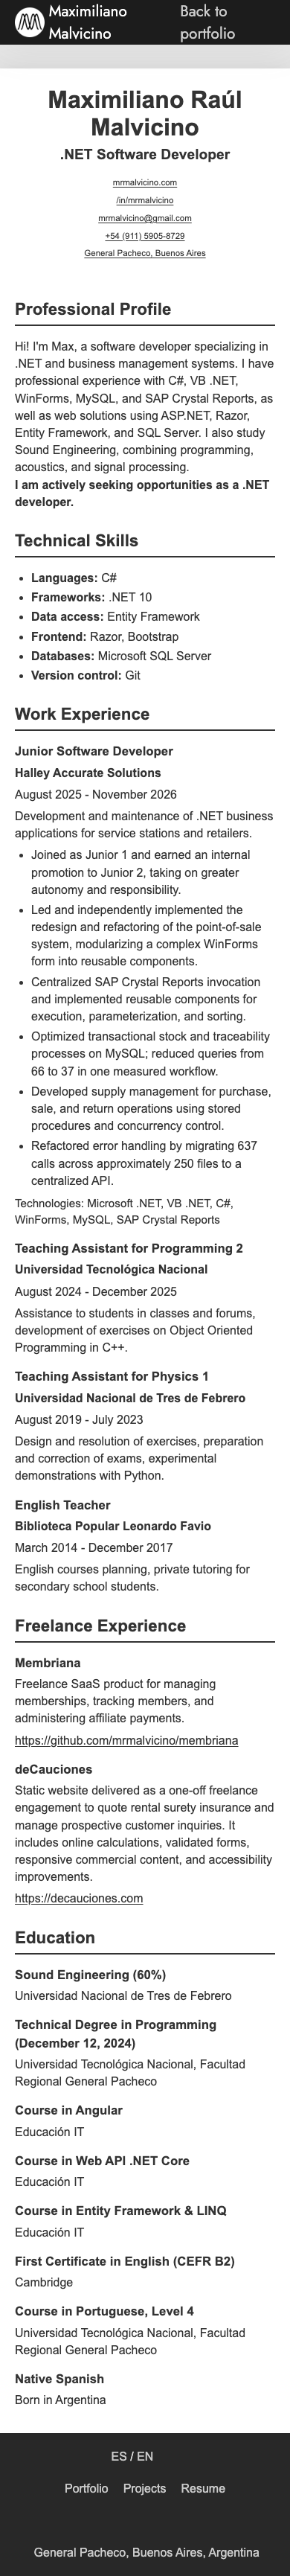 Maximiliano
Malvicino
Back to
portfolio
Maximiliano Raúl
Malvicino
.NET Software Developer
mrmalvicino.com
/in/mrmalvicino
mrmalvicino@gmail.com
+54 (911) 5905-8729
General Pacheco, Buenos Aires
Professional Profile
Hi! I'm Max, a software developer specializing in
.NET and business management systems. I have
professional experience with C#, VB .NET,
WinForms, MySQL, and SAP Crystal Reports, as
well as web solutions using ASP.NET, Razor,
Entity Framework, and SQL Server. I also study
Sound Engineering, combining programming,
acoustics, and signal processing.
I am actively seeking opportunities as a .NET
developer.
Technical Skills
• Languages: C#
• Frameworks: .NET 10
• Data access: Entity Framework
• Frontend: Razor, Bootstrap
• Databases: Microsoft SQL Server
• Version control: Git
Work Experience
Junior Software Developer
Halley Accurate Solutions
August 2025 - November 2026
Development and maintenance of .NET business
applications for service stations and retailers.
• Joined as Junior 1 and earned an internal
promotion to Junior 2, taking on greater
autonomy and responsibility.
• Led and independently implemented the
redesign and refactoring of the point-of-sale
system, modularizing a complex WinForms
form into reusable components.
• Centralized SAP Crystal Reports invocation
and implemented reusable components for
execution, parameterization, and sorting.
• Optimized transactional stock and traceability
processes on MySQL; reduced queries from
66 to 37 in one measured workflow.
• Developed supply management for purchase,
sale, and return operations using stored
procedures and concurrency control.
• Refactored error handling by migrating 637
calls across approximately 250 files to a
centralized API.
Technologies: Microsoft .NET, VB .NET, C#,
WinForms, MySQL, SAP Crystal Reports
Teaching Assistant for Programming 2
Universidad Tecnológica Nacional
August 2024 - December 2025
Assistance to students in classes and forums,
development of exercises on Object Oriented
Programming in C++.
Teaching Assistant for Physics 1
Universidad Nacional de Tres de Febrero
August 2019 - July 2023
Design and resolution of exercises, preparation
and correction of exams, experimental
demonstrations with Python.
English Teacher
Biblioteca Popular Leonardo Favio
March 2014 - December 2017
English courses planning, private tutoring for
secondary school students.
Freelance Experience
Membriana
Freelance SaaS product for managing
memberships, tracking members, and
administering affiliate payments.
https://github.com/mrmalvicino/membriana
deCauciones
Static website delivered as a one-off freelance
engagement to quote rental surety insurance and
manage prospective customer inquiries. It
includes online calculations, validated forms,
responsive commercial content, and accessibility
improvements.
https://decauciones.com
Education
Sound Engineering (60%)
Universidad Nacional de Tres de Febrero
Technical Degree in Programming
(December 12, 2024)
Universidad Tecnológica Nacional, Facultad
Regional General Pacheco
Course in Angular
Educación IT
Course in Web API .NET Core
Educación IT
Course in Entity Framework & LINQ
Educación IT
First Certificate in English (CEFR B2)
Cambridge
Course in Portuguese, Level 4
Universidad Tecnológica Nacional, Facultad
Regional General Pacheco
Native Spanish
Born in Argentina
ES / EN
Portfolio Projects Resume
General Pacheco, Buenos Aires, Argentina